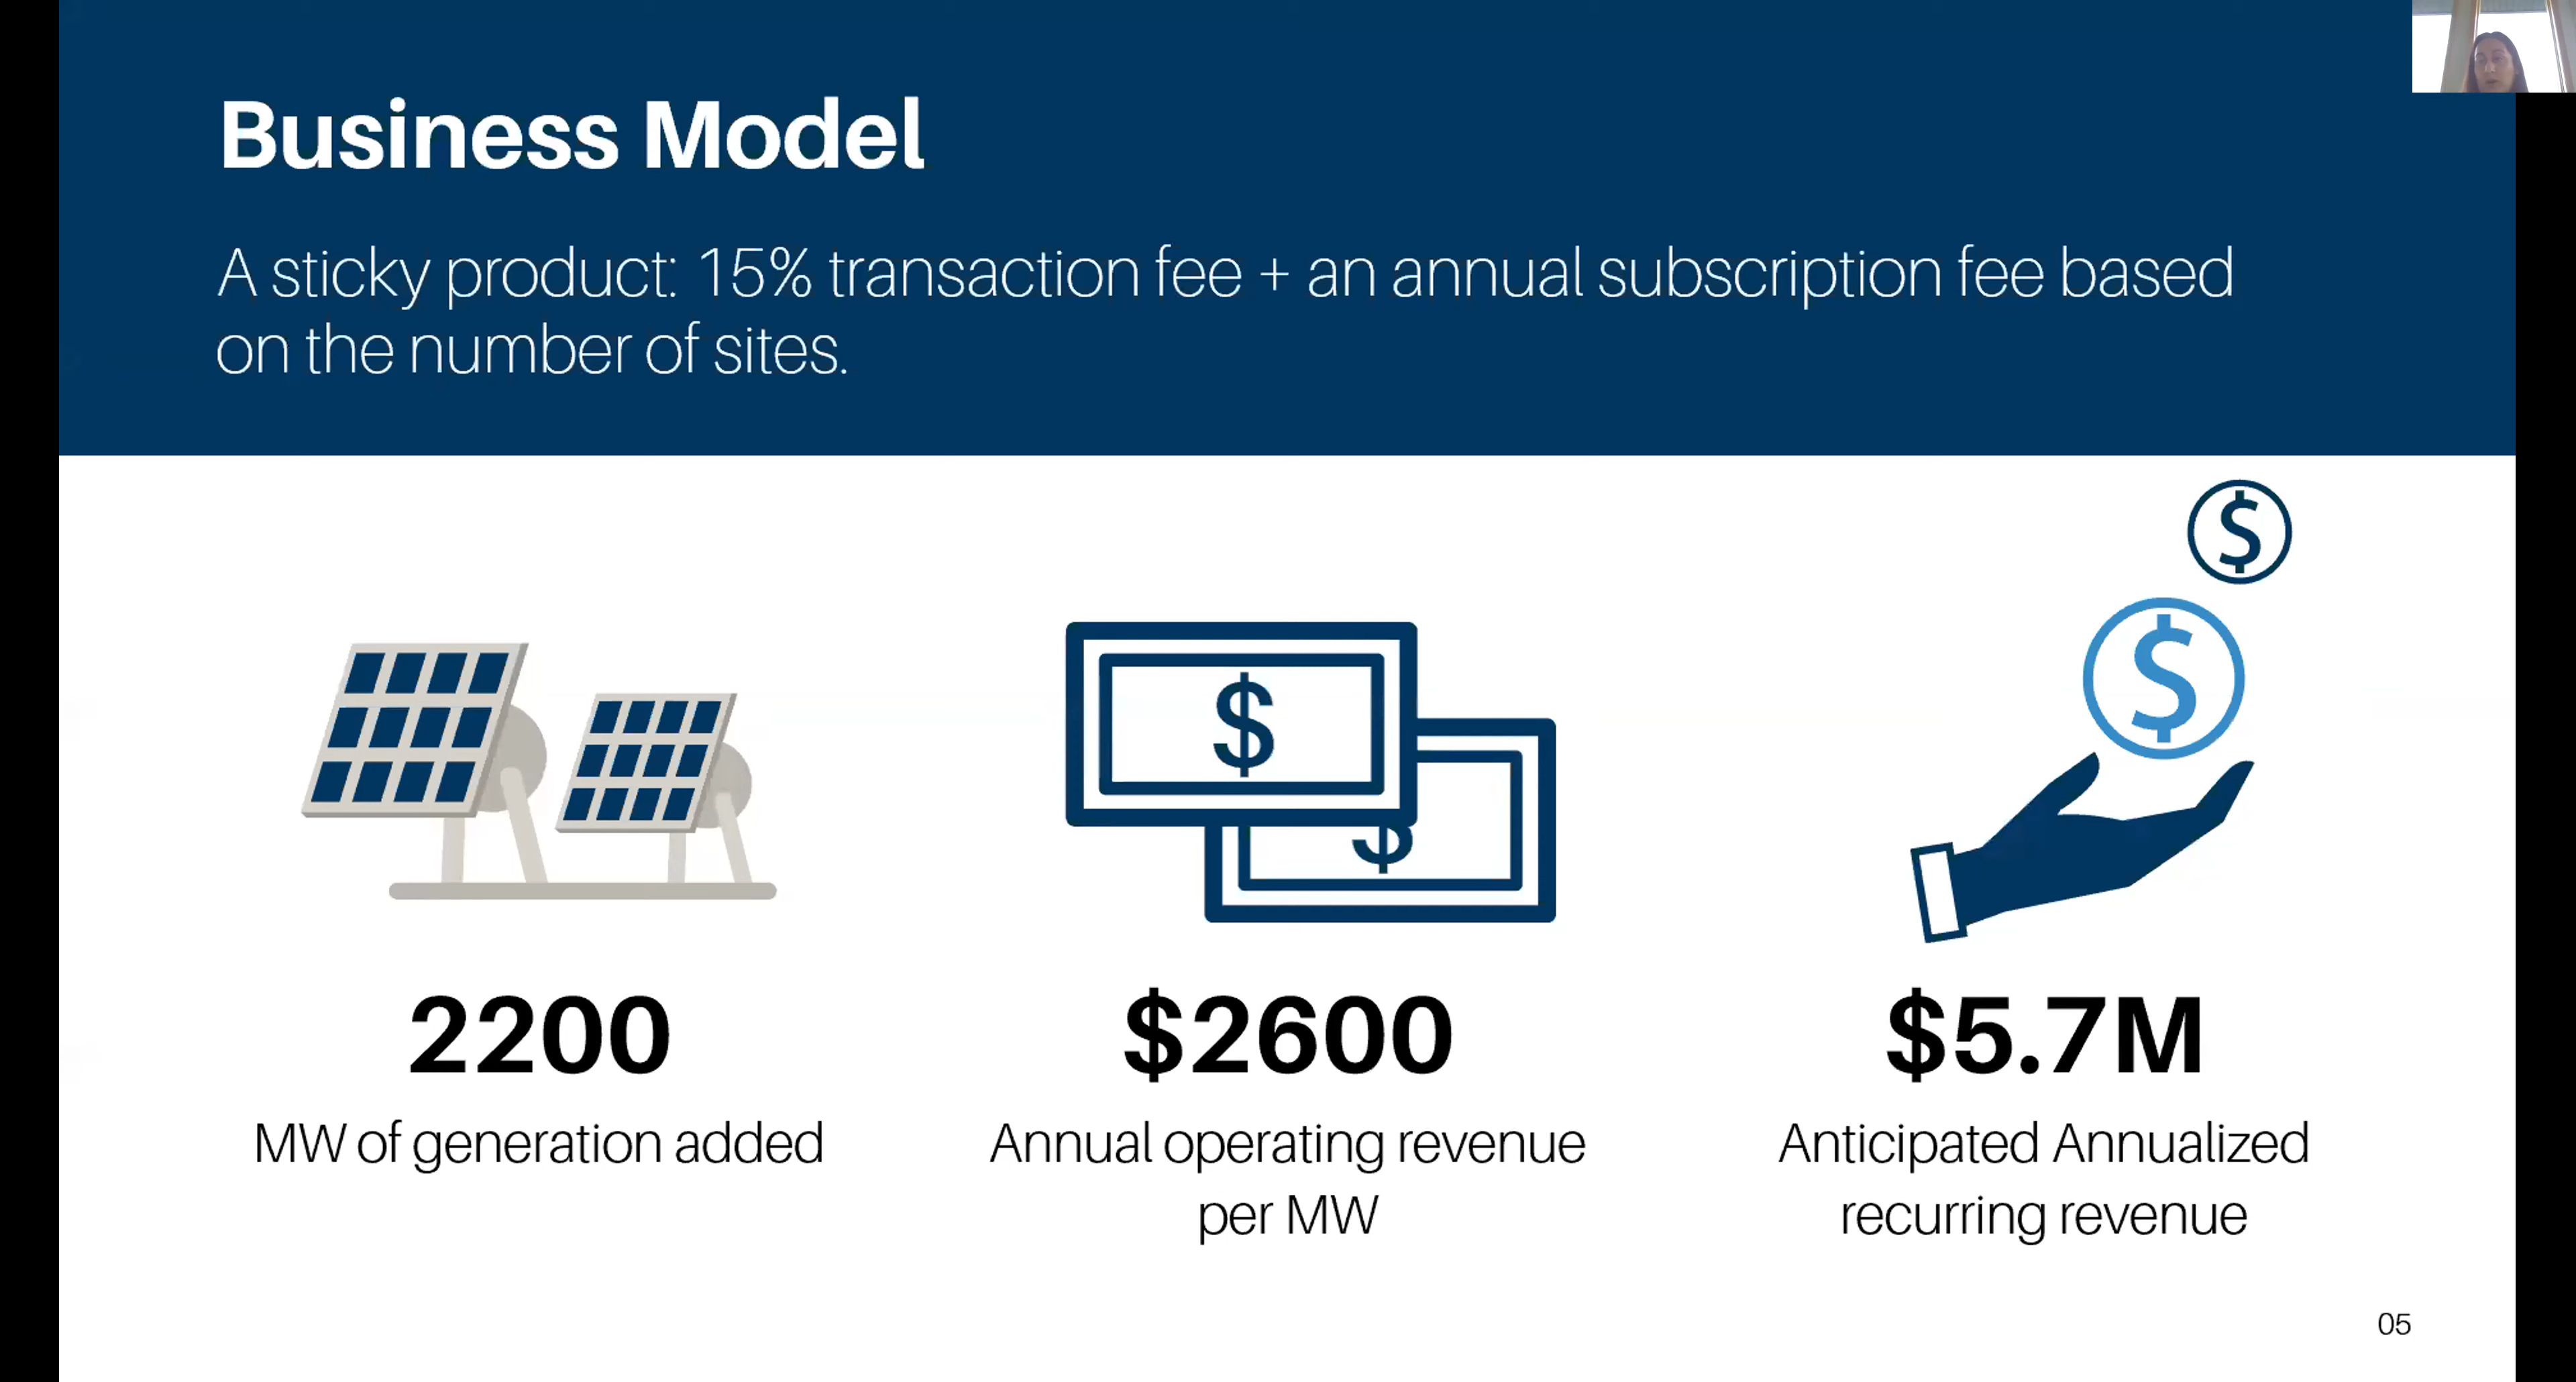 Business Model
A sticky product: 15% transaction fee + an annual subscription fee based
on the number of sites.
$
$
$
$
2200
MW of generation added
$2600
Annual operating revenue
per MW
$5.7M
Anticipated Annualized
recurring revenue
05